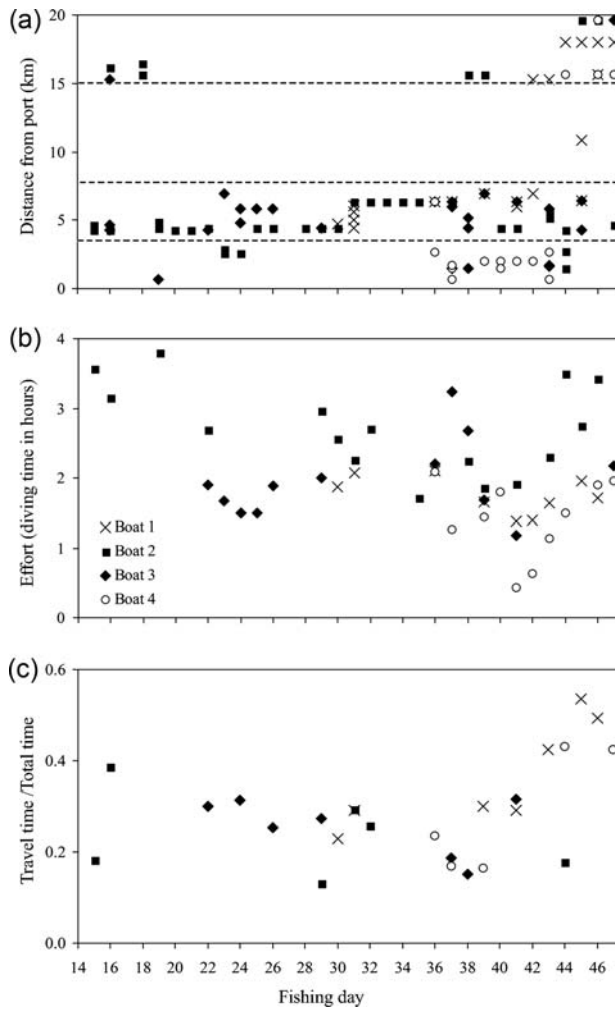 (a)
Distance from port (km)
20
15
10
5
0
(b)
Effort (diving time in hours)
4
3
2
1
0
Boat 1
Boat 2
Boat 3
Boat 4
(c)
Travel time /Total time
0.6
0.4
0.2
0.0
14 16 18 20 22 24 26 28 30 32 34 36 38 40 42 44 46
Fishing day